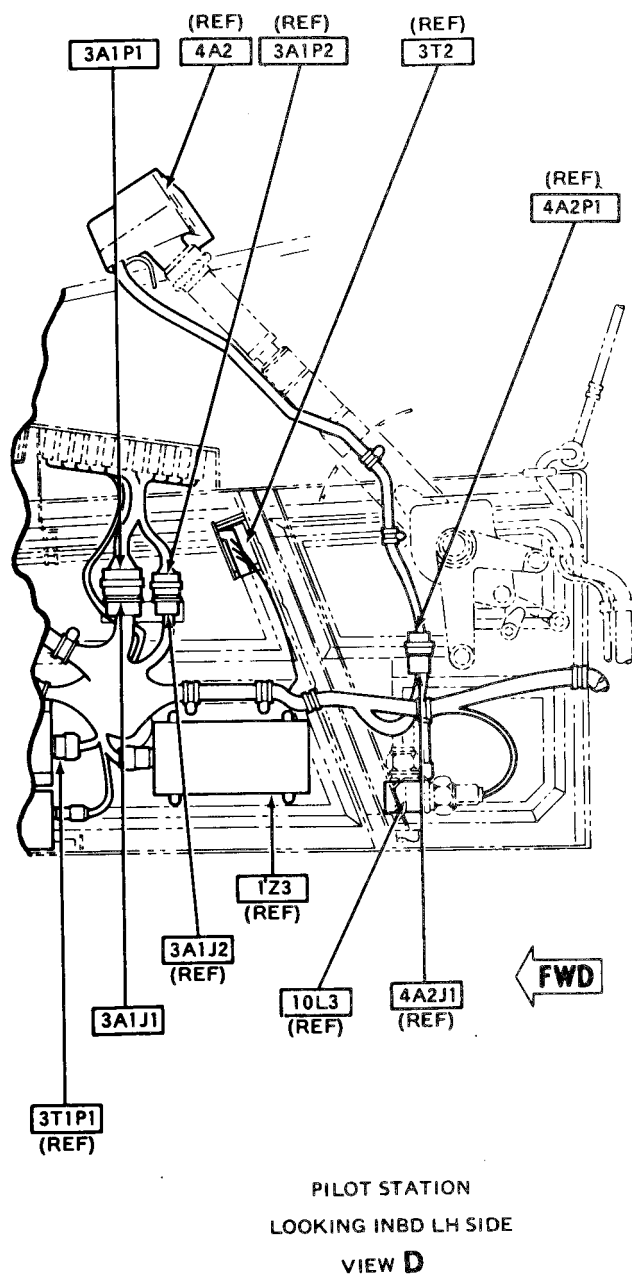 (REF) (REF) (REF)
3A1P1 4A2 3A1P2 3T2
(REF)
4A2P1
1Z3
(REF)
3A1J2
(REF)
FWD
10L3
(REF)
4A2J1
(REF)
3A1J1
3T1P1
(REF)
PILOT STATION
LOOKING INBD LH SIDE
VIEW D